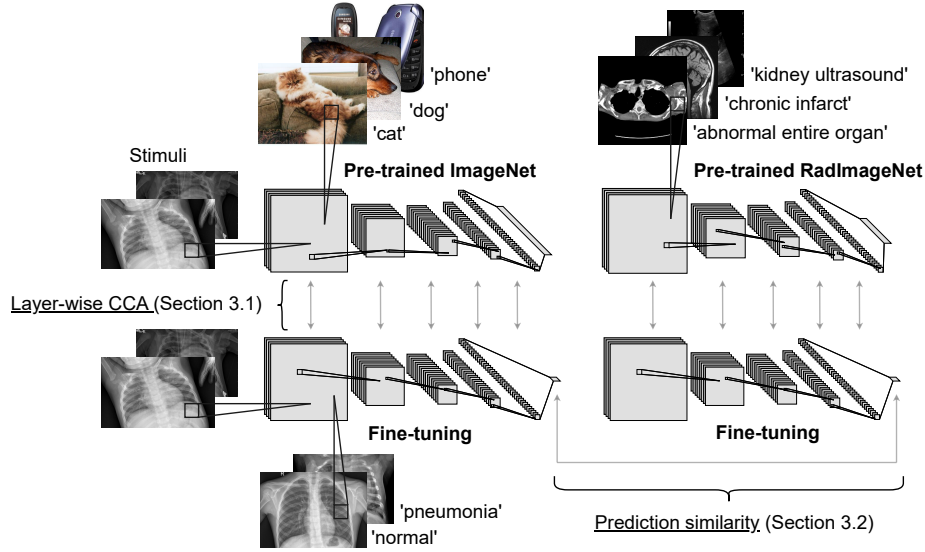 'phone'
'dog'
'cat'
'kidney ultrasound'
'chronic infarct'
'abnormal entire organ'
Stimuli
Pre-trained ImageNet
Pre-trained RadImageNet
Layer-wise CCA (Section 3.1)
Fine-tuning
Fine-tuning
'pneumonia'
'normal'
Prediction similarity (Section 3.2)